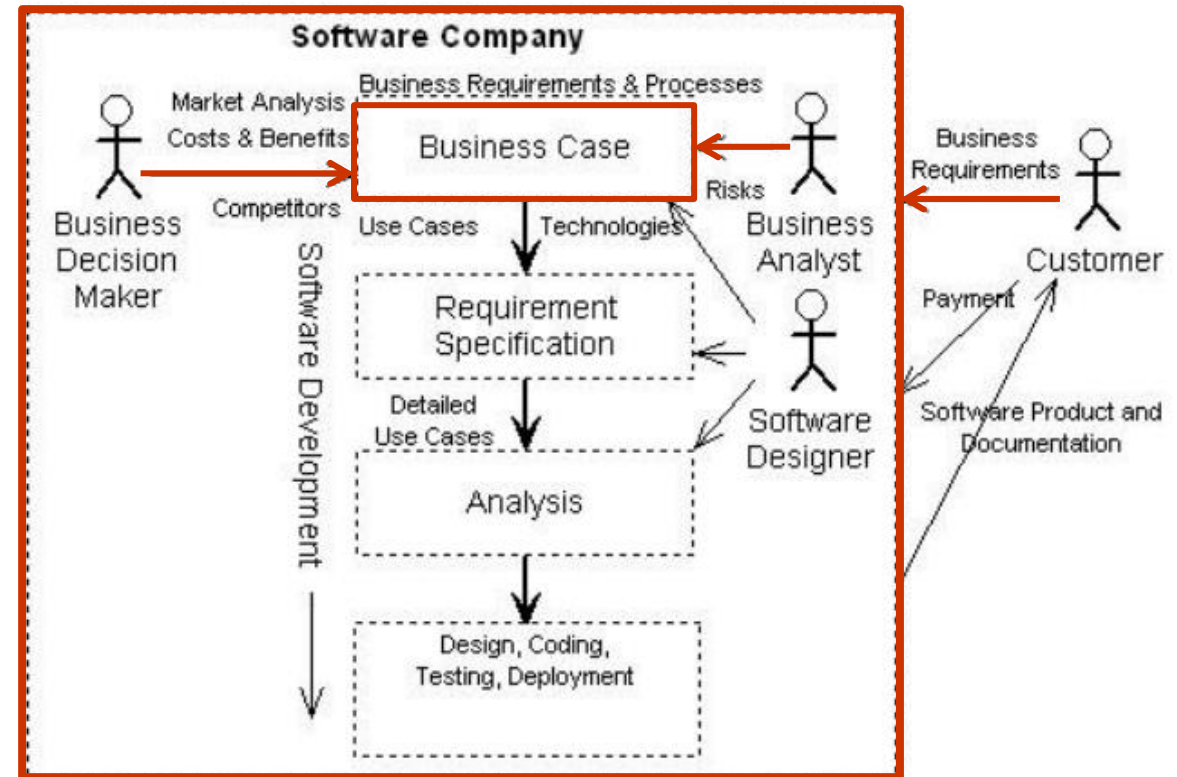 Software Company
Business Requirements & Processes
Market Analysis
Costs & Benefits
Competitors
Business
Decision
Maker
Business Case
Risks
Business
Analyst
Business
Requirements
Customer
Use Cases
Technologies
Software Development
Requirement
Specification
Payment
Detailed
Use Cases
Software
Designer
Software Product and
Documentation
Analysis
Design, Coding,
Testing, Deployment